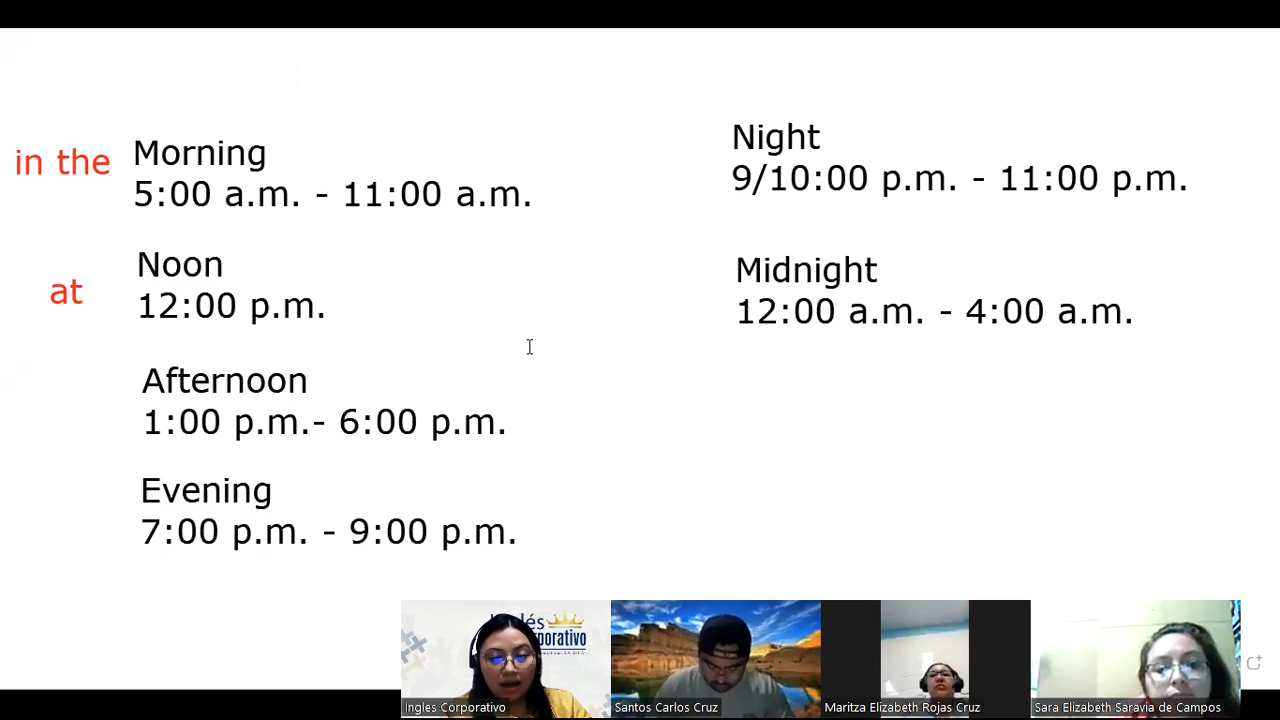 in the
Morning
5:00 a.m. - 11:00 a.m.
at
Noon
12:00 p.m.
Afternoon
1:00 p.m.- 6:00 p.m.
Evening
7:00 p.m. - 9:00 p.m.
Night
9/10:00 p.m. - 11:00 p.m.
Midnight
12:00 a.m. - 4:00 a.m.
Ingles Corporativo
Santos Carlos Cruz
Maritza Elizabeth Rojas Cruz
Sara Elizabeth Saravia de Campos